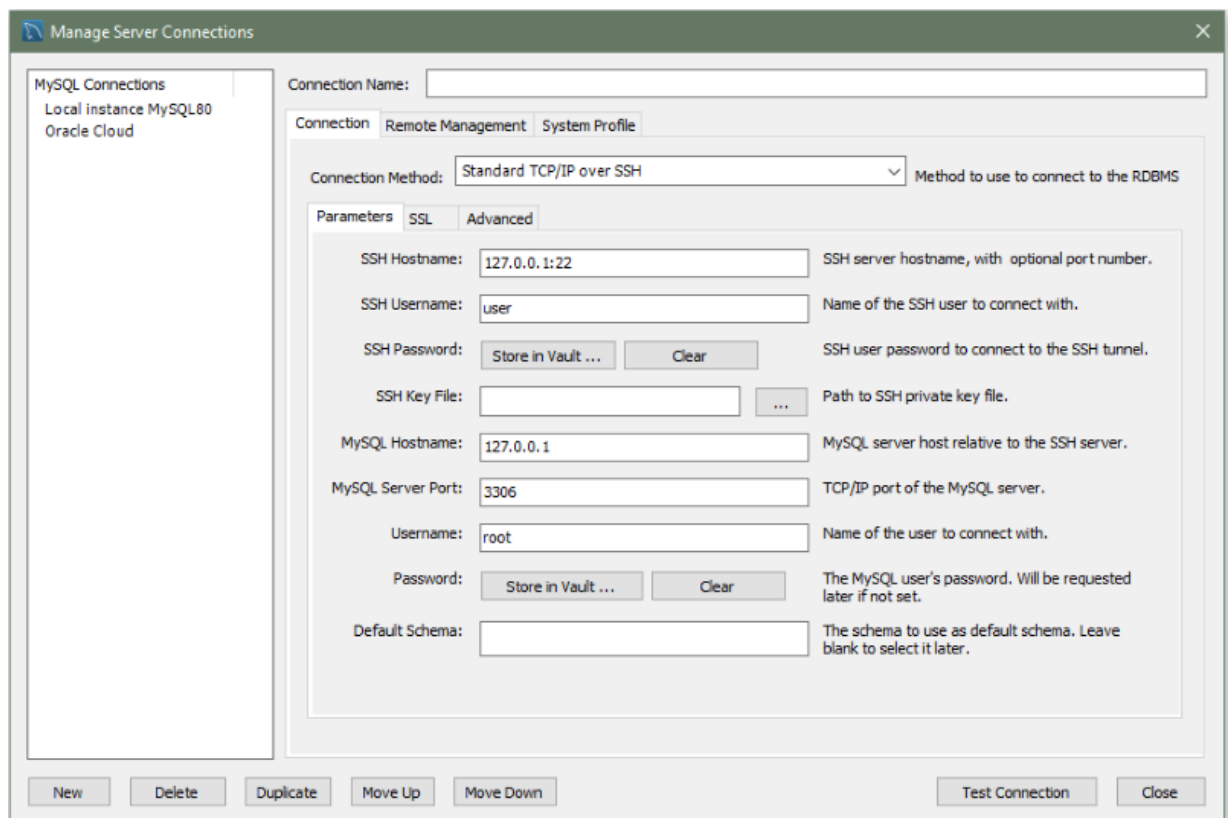 Manage Server Connections
MySQL Connections
Local instance MySQL80
Oracle Cloud
Connection Name:
Connection Remote Management System Profile
Connection Method: Standard TCP/IP over SSH Method to use to connect to the RDBMS
Parameters SSL Advanced
SSH Hostname: 127.0.0.1:22 SSH server hostname, with optional port number.
SSH Username: user Name of the SSH user to connect with.
SSH Password: Store in Vault ... Clear SSH user password to connect to the SSH tunnel.
SSH Key File: ... Path to SSH private key file.
MySQL Hostname: 127.0.0.1 MySQL server host relative to the SSH server.
MySQL Server Port: 3306 TCP/IP port of the MySQL server.
Username: root Name of the user to connect with.
Password: Store in Vault ... Clear The MySQL user's password. Will be requested
later if not set.
Default Schema: The schema to use as default schema. Leave
blank to select it later.
New Delete Duplicate Move Up Move Down Test Connection Close